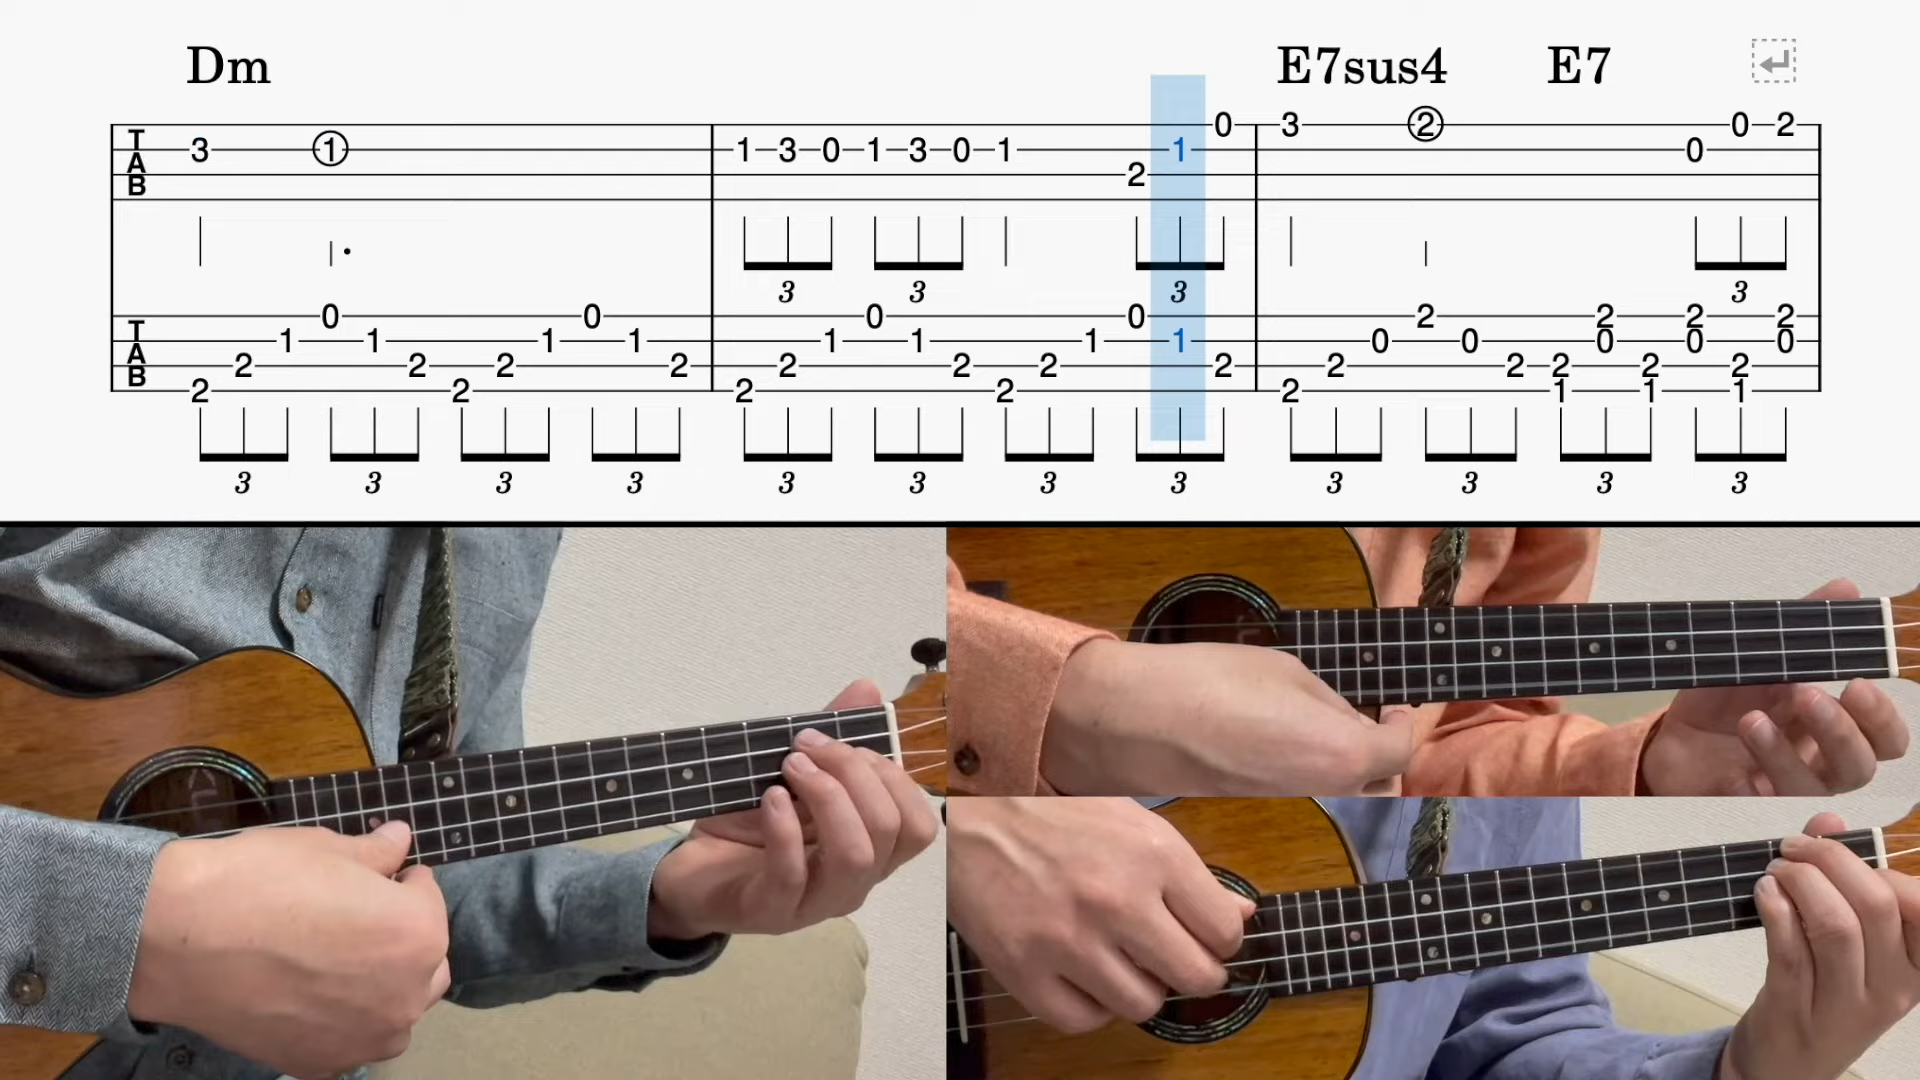 Dm E7sus4 E7
0 3 ② 0 2
TAB 3 ① 1 3 0 1 3 0 1 1 0
2
3 3 3 3
0 0 0 0 2 2 2 2
TAB 1 1 1 1 1 1 1 1 0 0 0 0 0
2 2 2 2 2 2 2 2 2 2 2 2 2
2 2 2 2 2 1 1 1
3 3 3 3 3 3 3 3 3 3 3 3